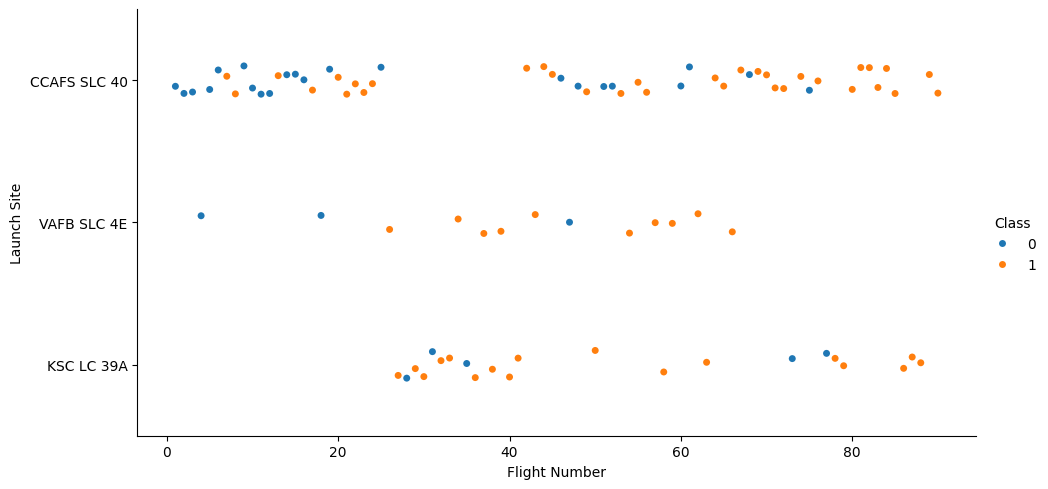 Launch Site
CCAFS SLC 40
VAFB SLC 4E
KSC LC 39A
0 20 40 60 80
Flight Number
Class
0
1